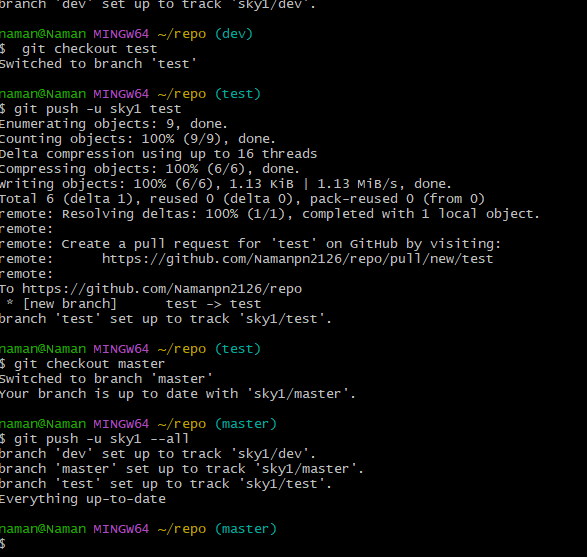 branch 'dev' set up to track 'sky1/dev'.
naman@Naman MINGW64 ~/repo (dev)
$  git checkout test
Switched to branch 'test'
naman@Naman MINGW64 ~/repo (test)
$ git push -u sky1 test
Enumerating objects: 9, done.
Counting objects: 100% (9/9), done.
Delta compression using up to 16 threads
Compressing objects: 100% (6/6), done.
Writing objects: 100% (6/6), 1.13 KiB | 1.13 MiB/s, done.
Total 6 (delta 1), reused 0 (delta 0), pack-reused 0 (from 0)
remote: Resolving deltas: 100% (1/1), completed with 1 local object.
remote:
remote: Create a pull request for 'test' on GitHub by visiting:
remote:      https://github.com/Namanpn2126/repo/pull/new/test
remote:
To https://github.com/Namanpn2126/repo
 * [new branch]      test -> test
branch 'test' set up to track 'sky1/test'.
naman@Naman MINGW64 ~/repo (test)
$ git checkout master
Switched to branch 'master'
Your branch is up to date with 'sky1/master'.
naman@Naman MINGW64 ~/repo (master)
$ git push -u sky1 --all
branch 'dev' set up to track 'sky1/dev'.
branch 'master' set up to track 'sky1/master'.
branch 'test' set up to track 'sky1/test'.
Everything up-to-date
naman@Naman MINGW64 ~/repo (master)
$